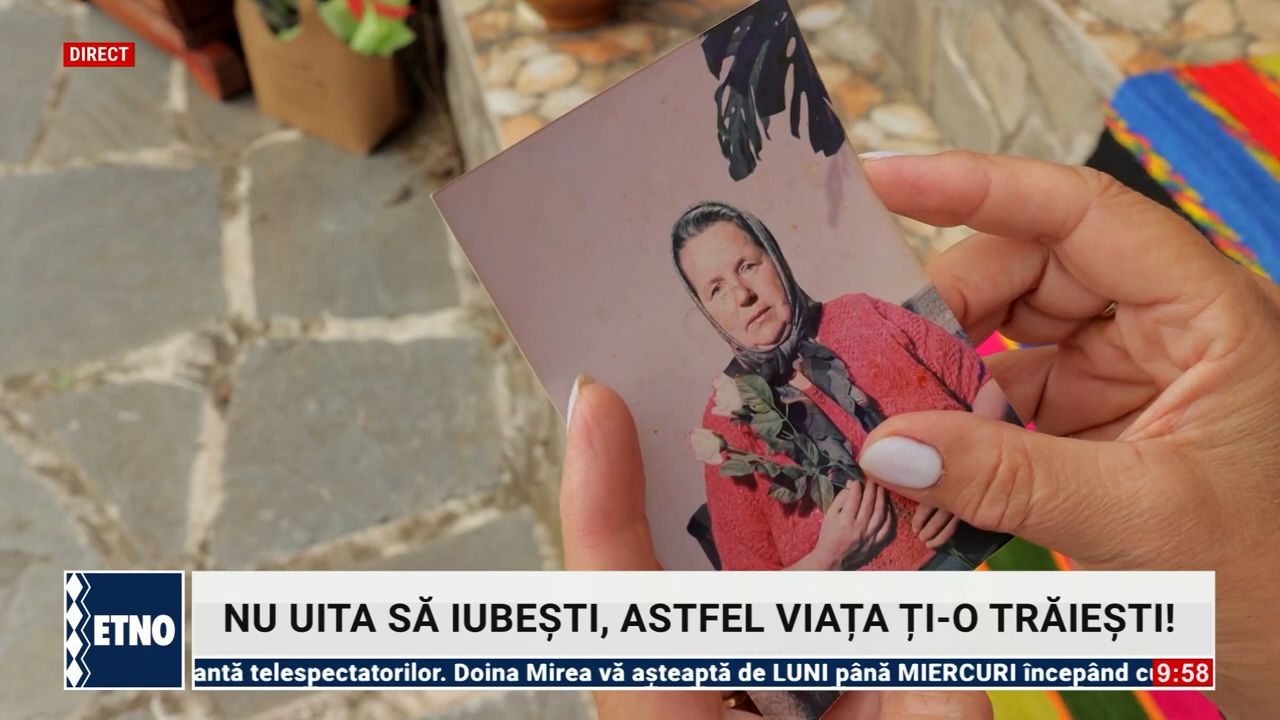 DIRECT
ETNO
NU UITA SĂ IUBEȘTI, ASTFEL VIAȚA ȚI-O TRĂIEȘTI!
antă telespectatorilor. Doina Mirea vă așteaptă de LUNI până MIERCURI începând cu
9:58